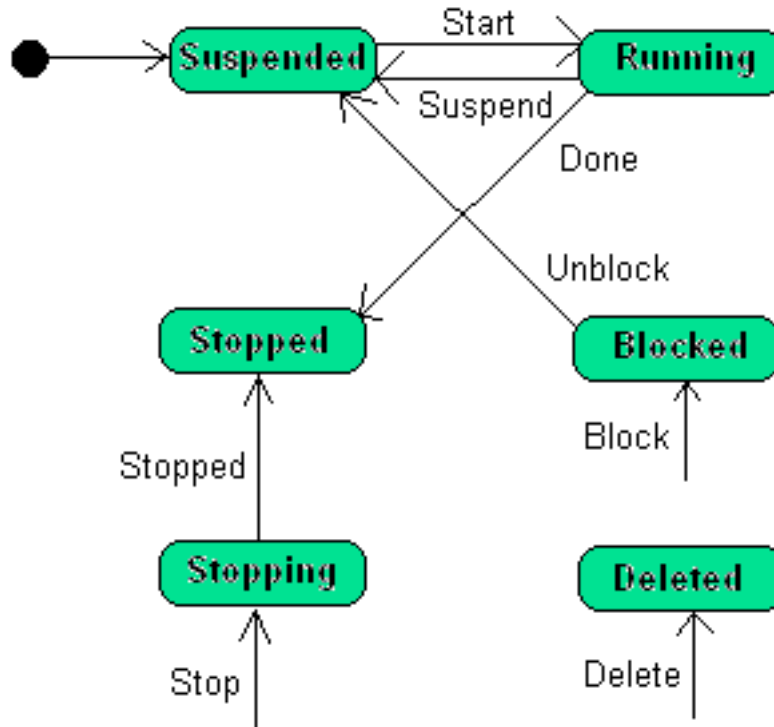 Start
Suspended
Running
Suspend
Done
Unblock
Stopped
Blocked
Block
Stopped
Stopping
Deleted
Stop
Delete